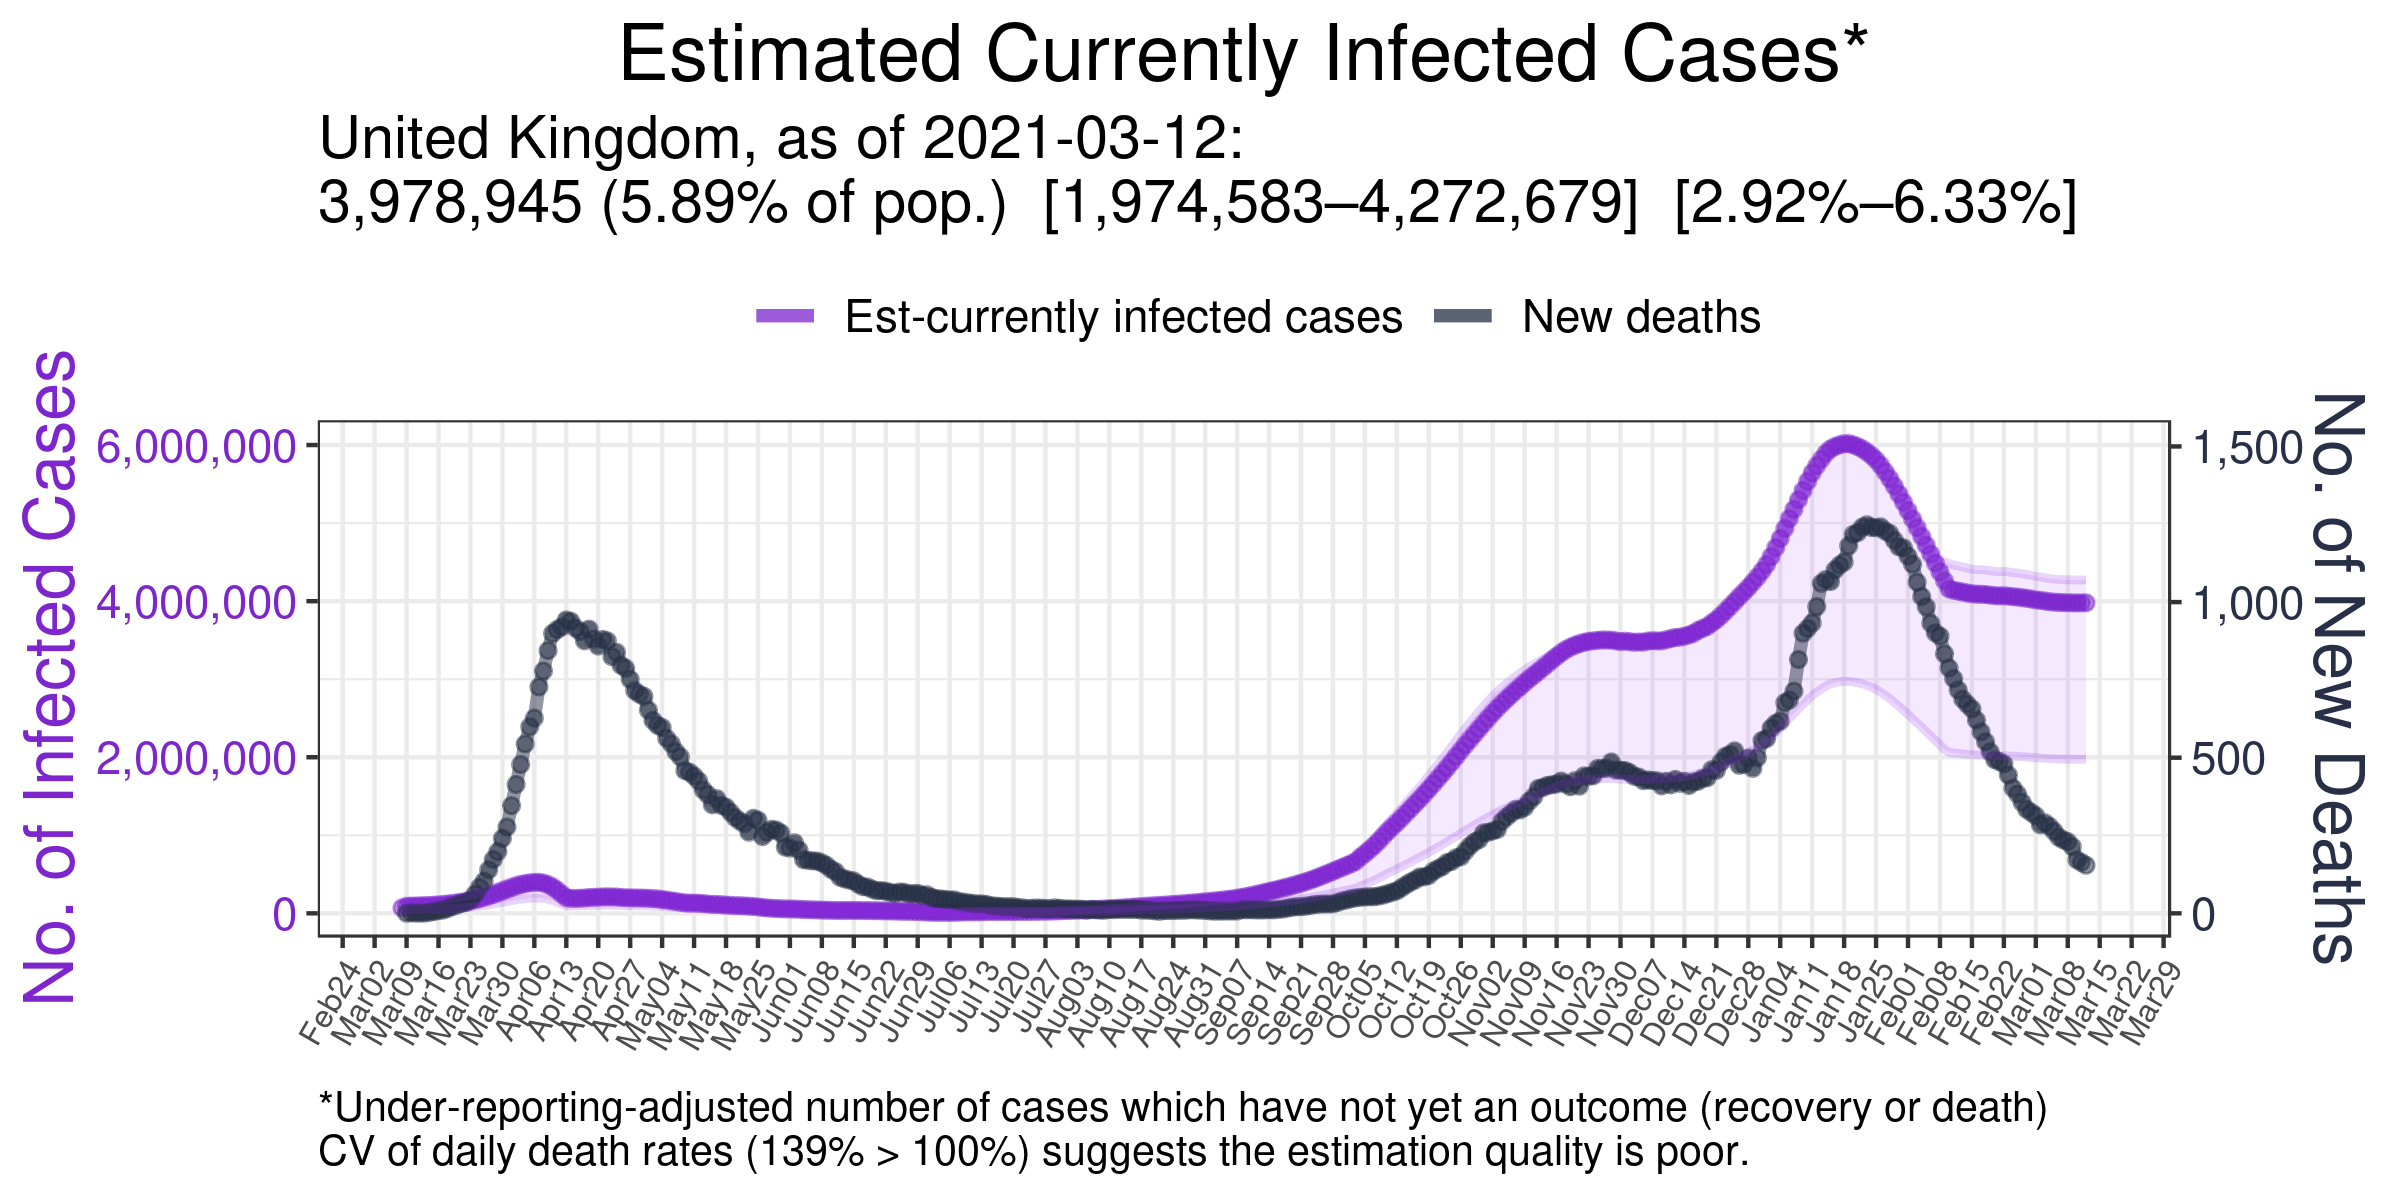 Estimated Currently Infected Cases*
United Kingdom, as of 2021-03-12:
3,978,945 (5.89% of pop.) [1,974,583–4,272,679] [2.92%–6.33%]
Est-currently infected cases New deaths
No. of Infected Cases
6,000,000
4,000,000
2,000,000
0
1,500
1,000
500
0
No. of New Deaths
Feb24 Mar02 Mar09 Mar16 Mar23 Mar30 Apr06 Apr13 Apr20 Apr27 May04 May11 May18 May25 Jun01 Jun08 Jun15 Jun22 Jun29 Jul06 Jul13 Jul20 Jul27 Aug03 Aug10 Aug17 Aug24 Aug31 Sep07 Sep14 Sep21 Sep28 Oct05 Oct12 Oct19 Oct26 Nov02 Nov09 Nov16 Nov23 Nov30 Dec07 Dec14 Dec21 Dec28 Jan04 Jan11 Jan18 Jan25 Feb01 Feb08 Feb15 Feb22 Mar01 Mar08 Mar15 Mar22 Mar29
*Under-reporting-adjusted number of cases which have not yet an outcome (recovery or death)
CV of daily death rates (139% > 100%) suggests the estimation quality is poor.